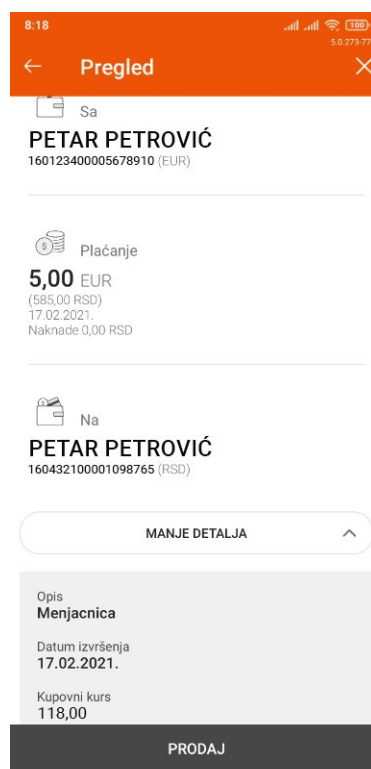 8:18
100
5.0.273-77
Pregled
Sa
PETAR PETROVIĆ
160123400005678910 (EUR)
Plaćanje
5,00 EUR
(585,00 RSD)
17.02.2021.
Naknade 0,00 RSD
Na
PETAR PETROVIĆ
160432100001098765 (RSD)
MANJE DETALJA
Opis
Menjacnica
Datum izvršenja
17.02.2021.
Kupovni kurs
118,00
PRODAJ